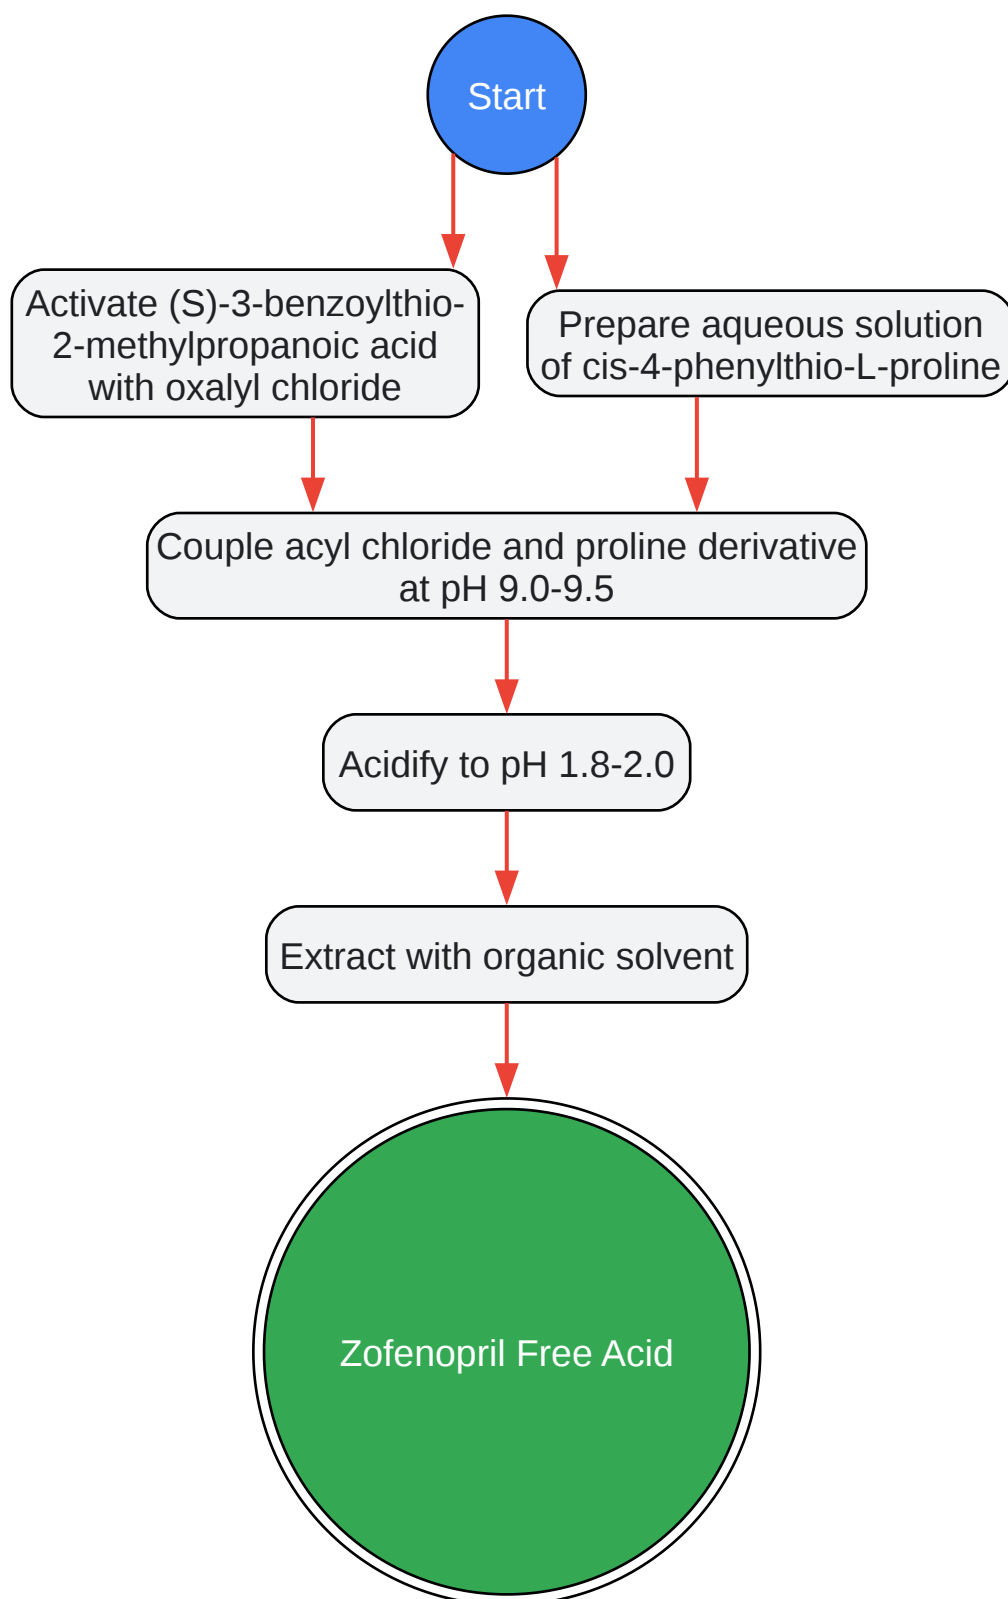 Start
Activate (S)-3-benzoylthio-
2-methylpropanoic acid
with oxalyl chloride
Prepare aqueous solution
of cis-4-phenylthio-L-proline
Couple acyl chloride and proline derivative
at pH 9.0-9.5
Acidify to pH 1.8-2.0
Extract with organic solvent
Zofenopril Free Acid